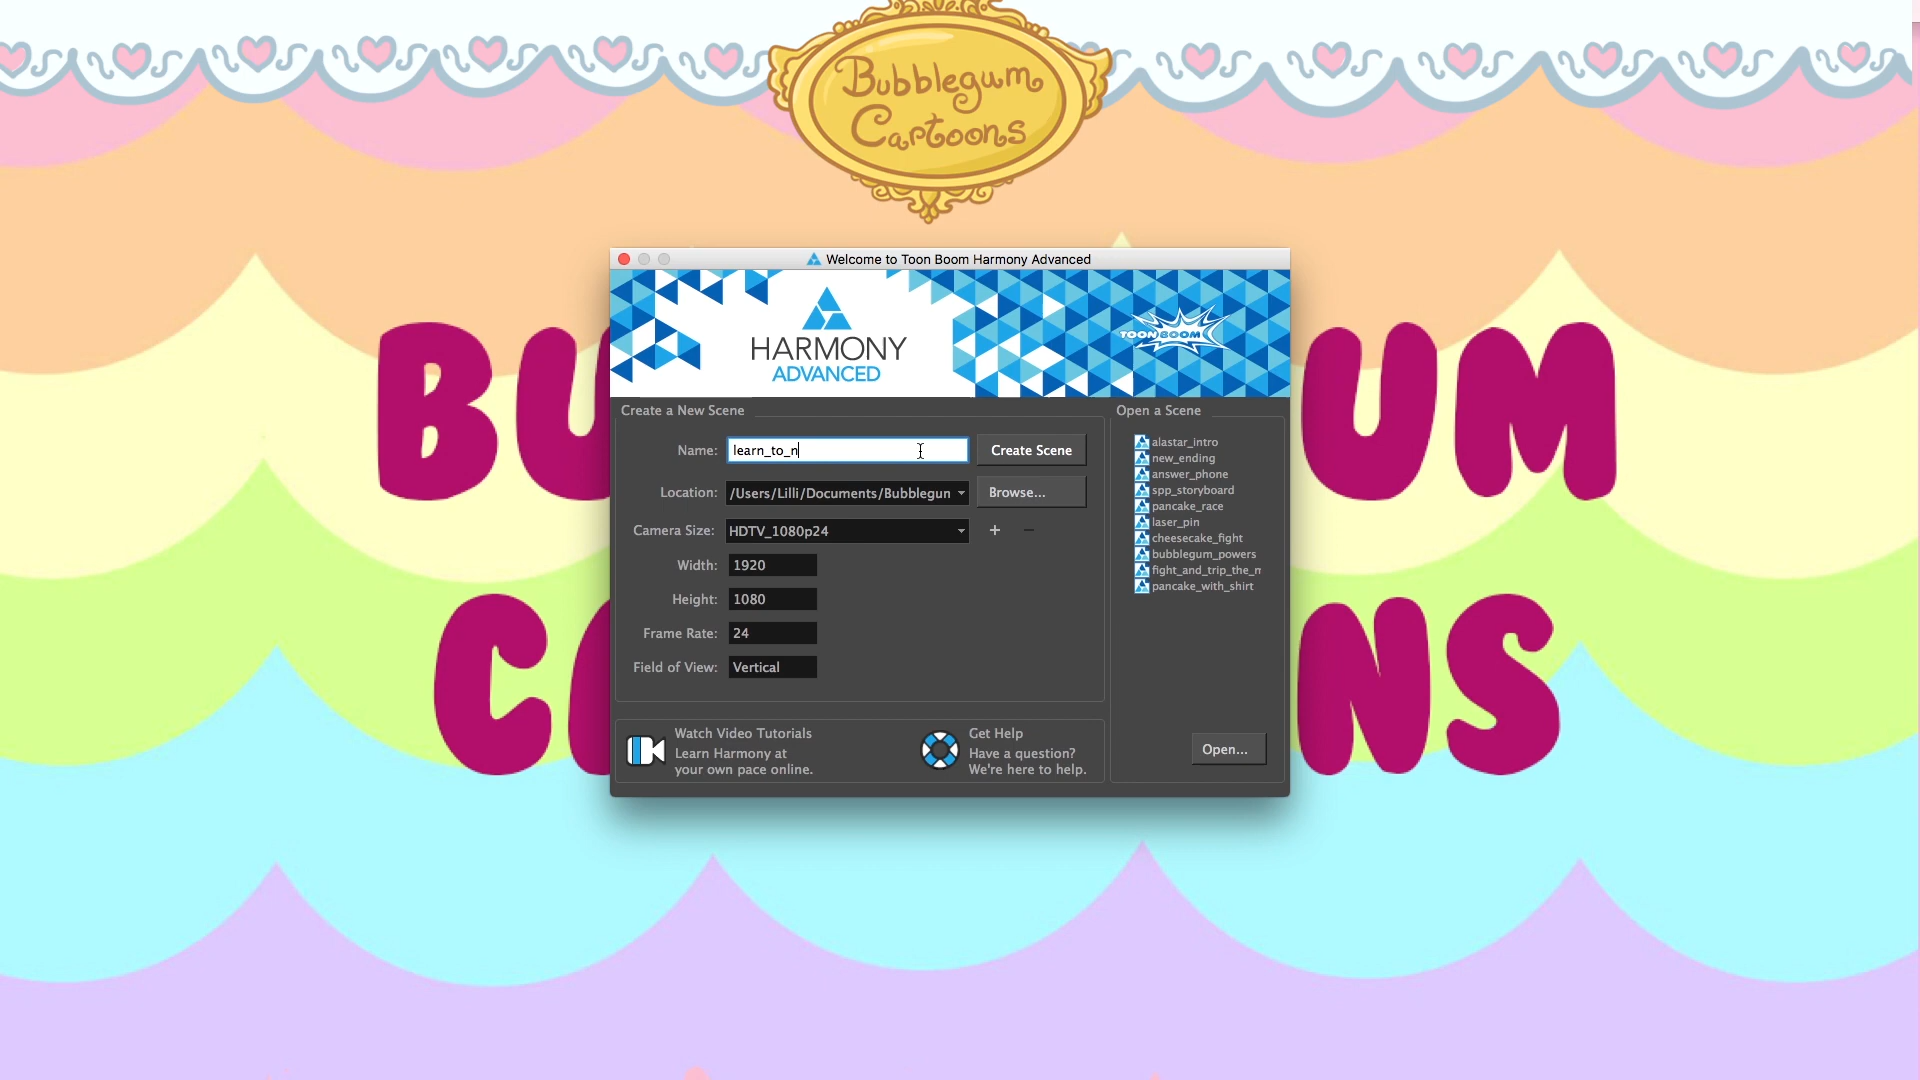 Bubblegum
Cartoons
Welcome to Toon Boom Harmony Advanced
HARMONY
ADVANCED
TOON BOOM
Create a New Scene
Name: learn_to_n
Create Scene
Location: /Users/Lilli/Documents/Bubblegun
Browse...
Camera Size: HDTV_1080p24
+ −
Width: 1920
Height: 1080
Frame Rate: 24
Field of View: Vertical
Open a Scene
alastar_intro
new_ending
answer_phone
spp_storyboard
pancake_race
laser_pin
cheesecake_fight
bubblegum_powers
fight_and_trip_the_n
pancake_with_shirt
Open...
Watch Video Tutorials
Learn Harmony at
your own pace online.
Get Help
Have a question?
We're here to help.
BU UM
CA NS